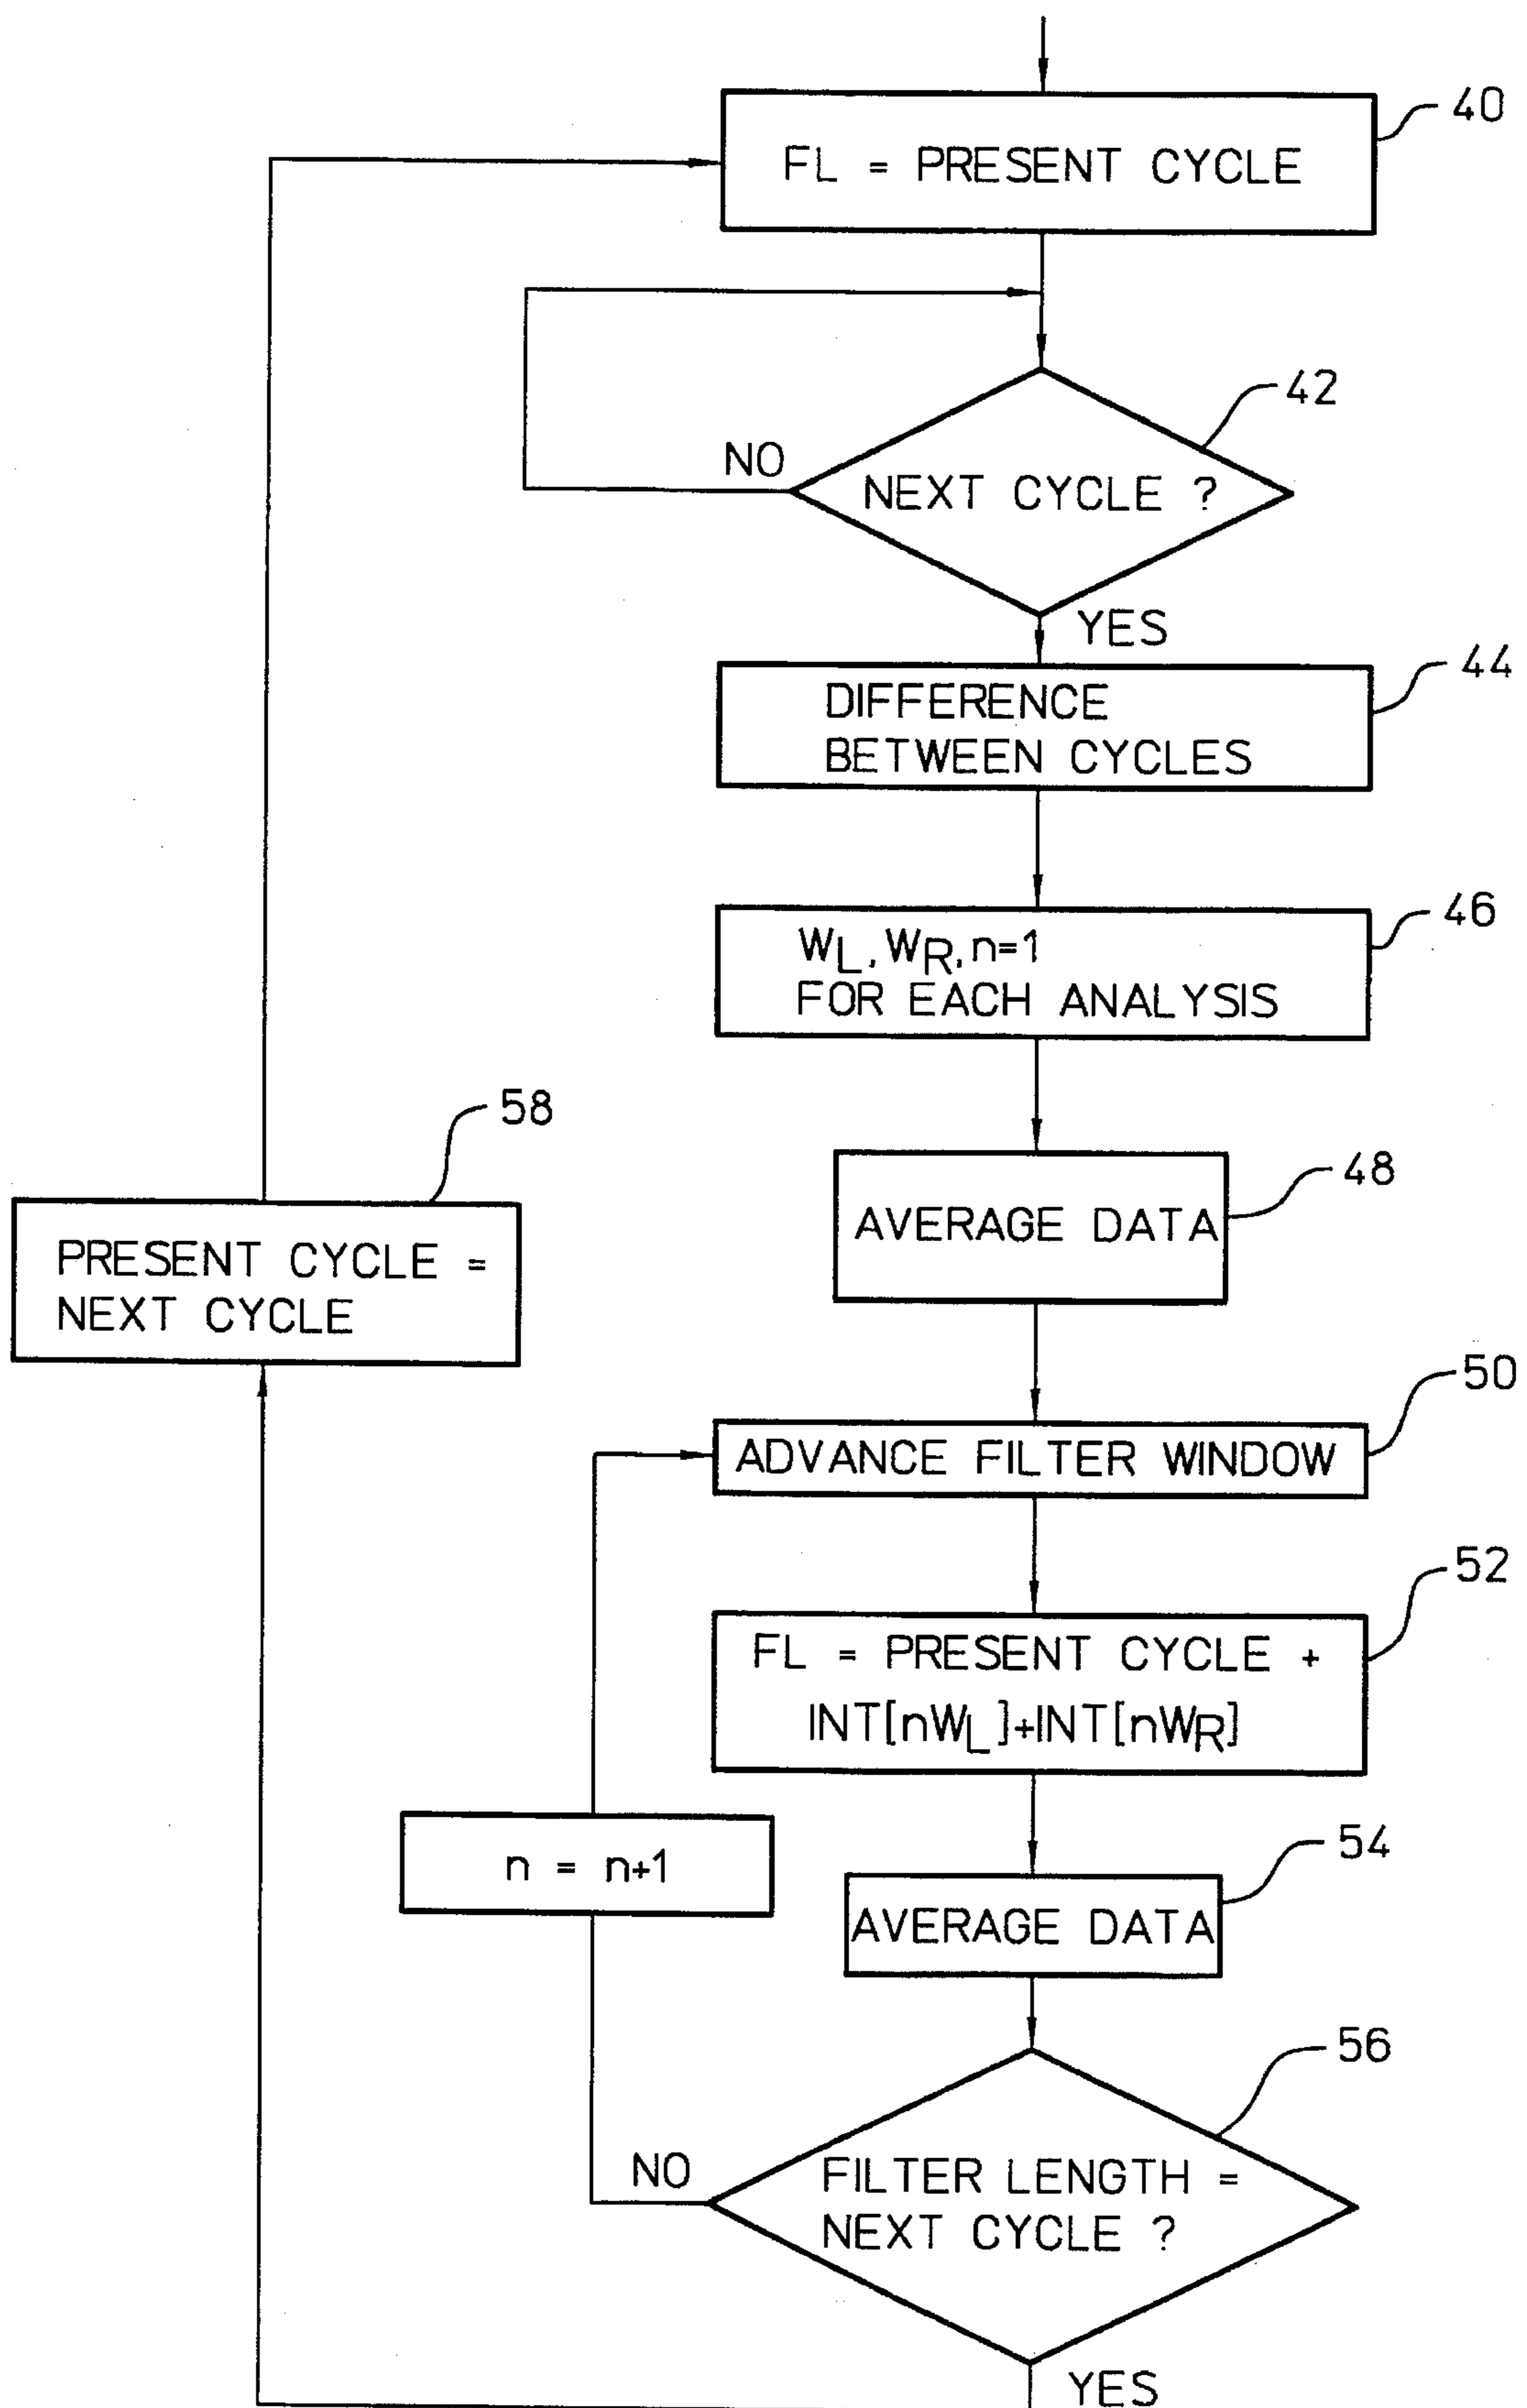 40
FL = PRESENT CYCLE
42
NO
NEXT CYCLE ?
YES
44
DIFFERENCE
BETWEEN CYCLES
46
WL, WR, n=1
FOR EACH ANALYSIS
58
48
AVERAGE DATA
PRESENT CYCLE =
NEXT CYCLE
50
ADVANCE FILTER WINDOW
52
FL = PRESENT CYCLE +
INT[nWL]+INT[nWR]
n = n+1
54
AVERAGE DATA
56
NO
FILTER LENGTH =
NEXT CYCLE ?
YES